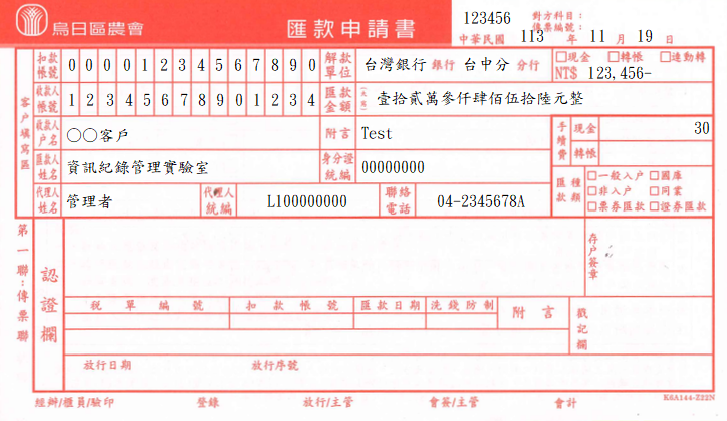 烏日區農會 匯款申請書 123456 對方科目：
傳票編號：
中華民國 113 年 11 月 19 日
客戶填寫區
扣款帳號 0 0 0 0 1 2 3 4 5 6 7 8 9 0 解款單位 台灣銀行 銀行 台中分 分行 □現金 □轉帳 □連動轉
NT$ 123,456-
收款人帳號 1 2 3 4 5 6 7 8 9 0 1 2 3 4 匯款金額 (大寫) 壹拾貳萬參仟肆佰伍拾陸元整
收款人户名 ○○客戶 附言 Test 手續費 現金 30
轉帳
匯款人姓名 資訊紀錄管理實驗室 身分證統編 00000000 匯款種類 □一般入户 □國庫
□非入户 □同業
□票券匯款 □證券匯款
代理人姓名 管理者 代理人統編 L100000000 聯絡電話 04-2345678A
第一聯：傳票聯
認證欄
存户簽章
稅單編號 扣款帳號 匯款日期 洗錢防制 附言 戳記欄
放行日期 放行序號
經辦/櫃員/驗印 登錄 放行/主管 會簽/主管 會計 K6A144-Z22N